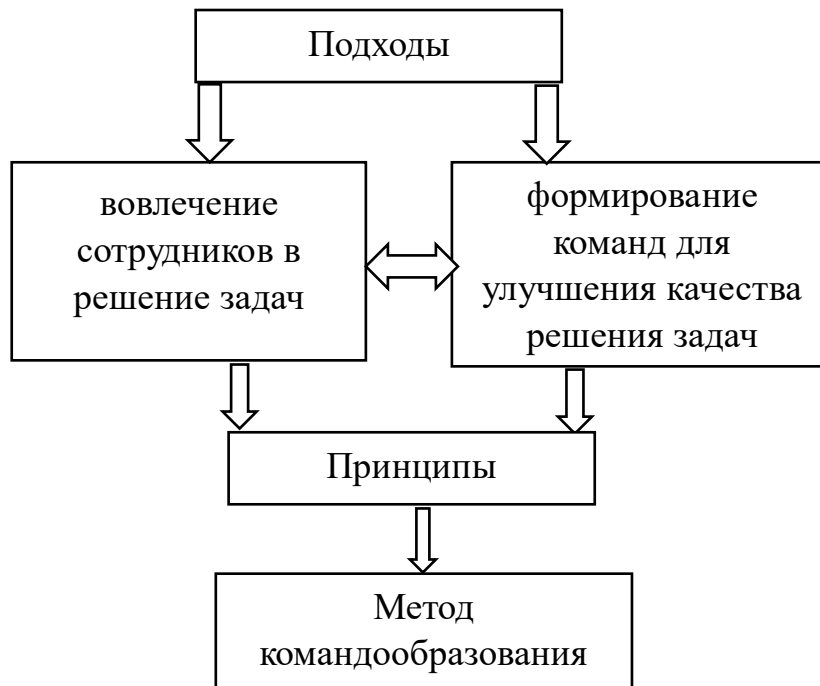 Подходы
вовлечение
сотрудников в
решение задач
формирование
команд для
улучшения качества
решения задач
Принципы
Метод
командообразования